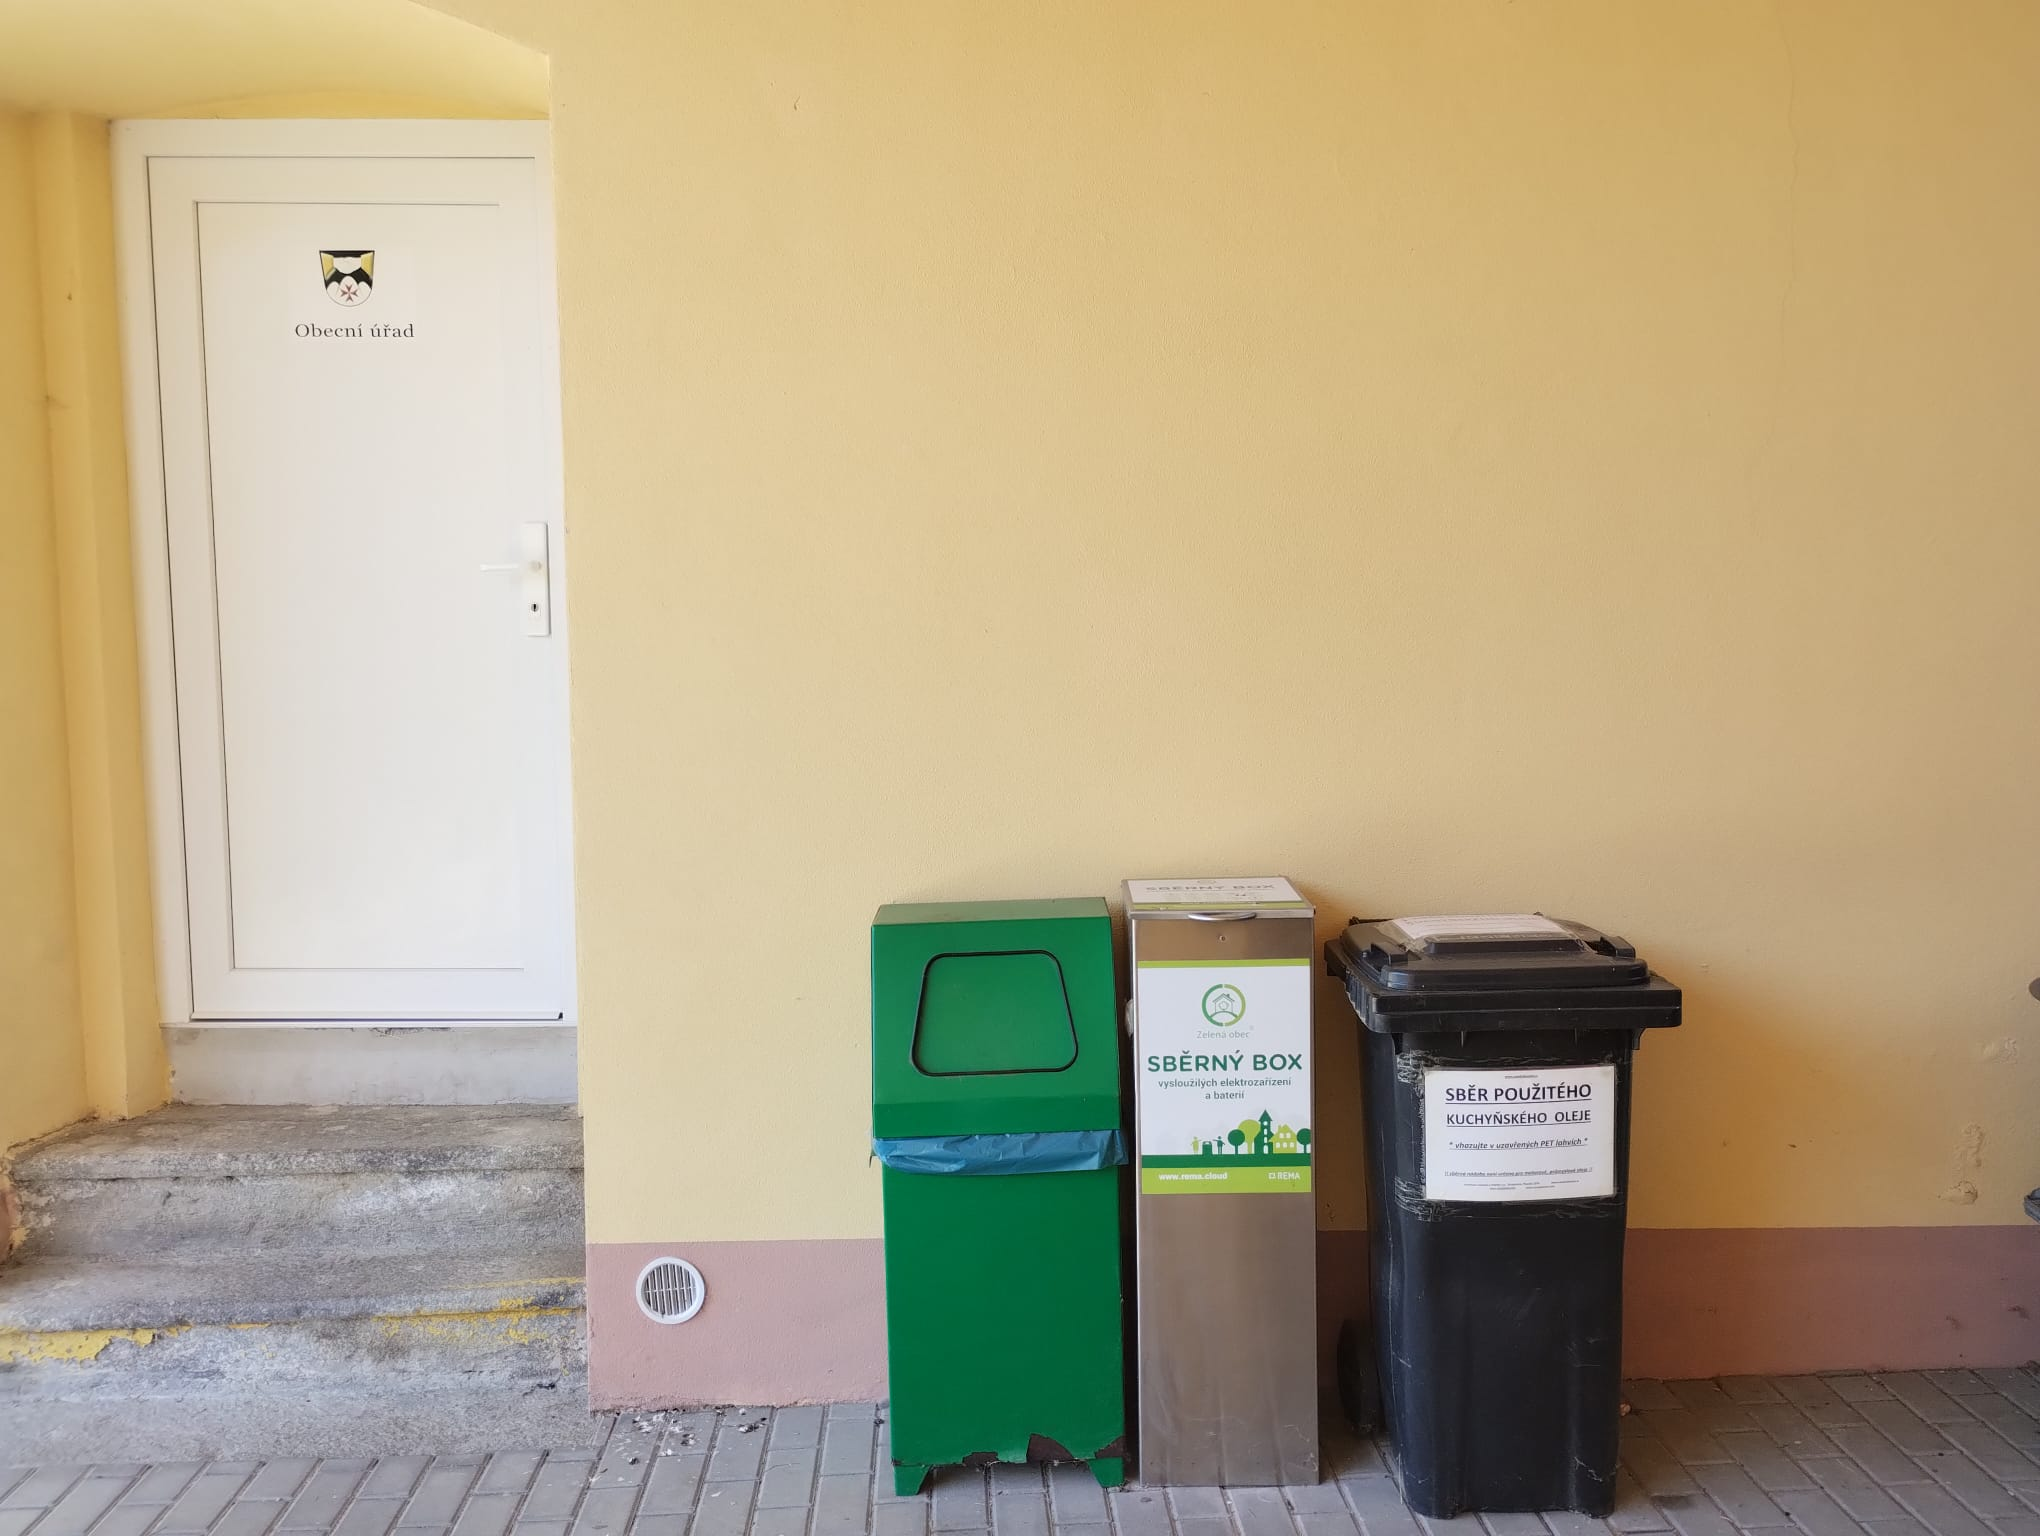 Obecní úřad
SBĚRNÝ BOX
Zelená obec
SBĚRNÝ BOX
vysloužilých elektrozařízení
a baterií
www.rema.cloud
REMA
SBĚR POUŽITÉHO
KUCHYŇSKÉHO OLEJE
* vhazujte v uzavřených PET lahvích *